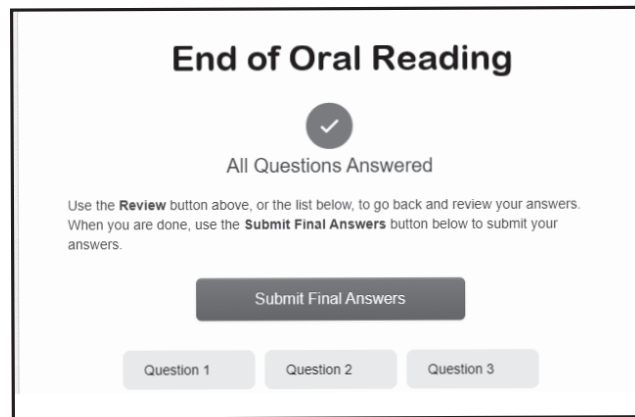 End of Oral Reading
All Questions Answered
Use the Review button above, or the list below, to go back and review your answers.
When you are done, use the Submit Final Answers button below to submit your
answers.
Submit Final Answers
Question 1 Question 2 Question 3